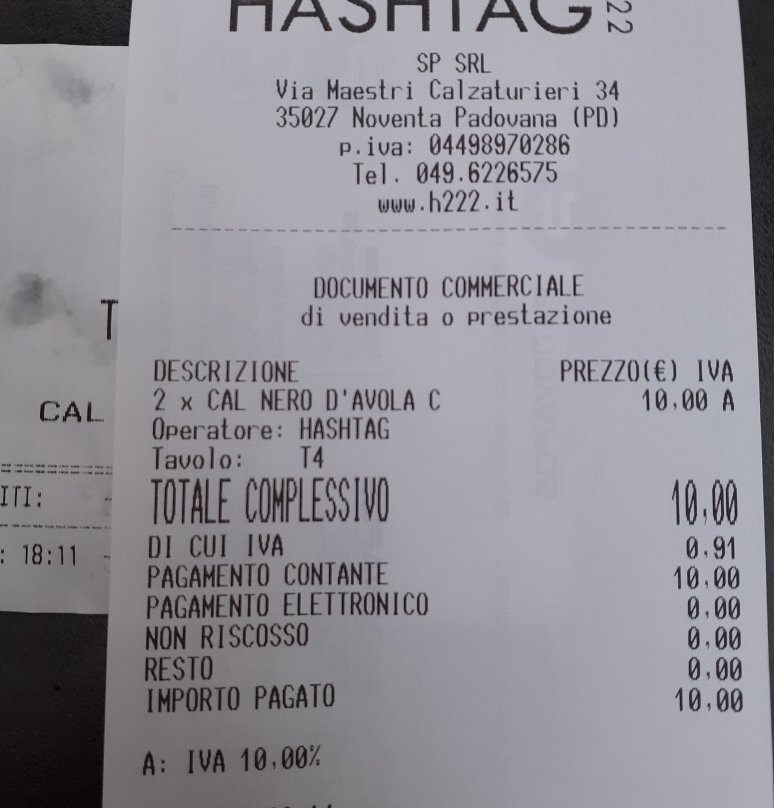 HASHTAG 222
SP SRL
Via Maestri Calzaturieri 34
35027 Noventa Padovana (PD)
p.iva: 04498970286
Tel. 049.6226575
www.h222.it
DOCUMENTO COMMERCIALE
di vendita o prestazione
DESCRIZIONE PREZZO(€) IVA
2 x CAL NERO D'AVOLA C 10,00 A
Operatore: HASHTAG
Tavolo: T4
TOTALE COMPLESSIVO 10,00
DI CUI IVA 0,91
PAGAMENTO CONTANTE 10,00
PAGAMENTO ELETTRONICO 0,00
NON RISCOSSO 0,00
RESTO 0,00
IMPORTO PAGATO 10,00
A: IVA 10,00%
T
CAL
ITI:
: 18:11